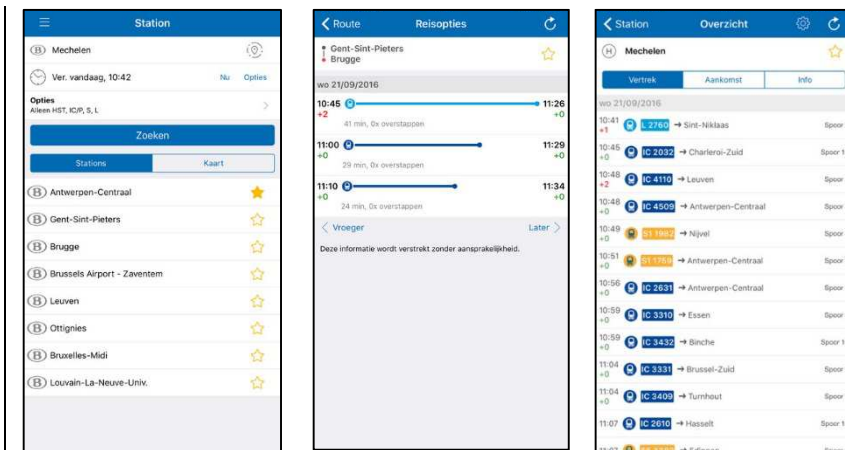 Station
B Mechelen
Ver. vandaag, 10:42 Nu Opties
Opties
Alleen HST, IC/P, S, L
Zoeken
Stations Kaart
B Antwerpen-Centraal
B Gent-Sint-Pieters
B Brugge
B Brussels Airport - Zaventem
B Leuven
B Ottignies
B Bruxelles-Midi
B Louvain-La-Neuve-Univ.
Route Reisopties
Gent-Sint-Pieters
Brugge
wo 21/09/2016
10:45 11:26
+2 +0
41 min, 0x overstappen
11:00 11:29
+0 +0
29 min, 0x overstappen
11:10 11:34
+0 +0
24 min, 0x overstappen
Vroeger Later
Deze informatie wordt verstrekt zonder aansprakelijkheid.
Station Overzicht
H Mechelen
Vertrek Aankomst Info
wo 21/09/2016
10:41 L 2760 → Sint-Niklaas Spoor
+1
10:45 IC 2032 → Charleroi-Zuid Spoor 1
+0
10:48 IC 4110 → Leuven Spoor
+2
10:48 IC 4509 → Antwerpen-Centraal Spoor
+0
10:49 → Nijvel Spoor
+0
10:51 → Antwerpen-Centraal Spoor
+0
10:56 IC 2631 → Antwerpen-Centraal Spoor
+0
10:59 IC 3310 → Essen Spoor
+0
10:59 IC 3432 → Binche Spoor 1
+0
11:04 IC 3331 → Brussel-Zuid Spoor
+0
11:04 IC 3409 → Turnhout Spoor
+0
11:07 IC 2610 → Hasselt Spoor 1